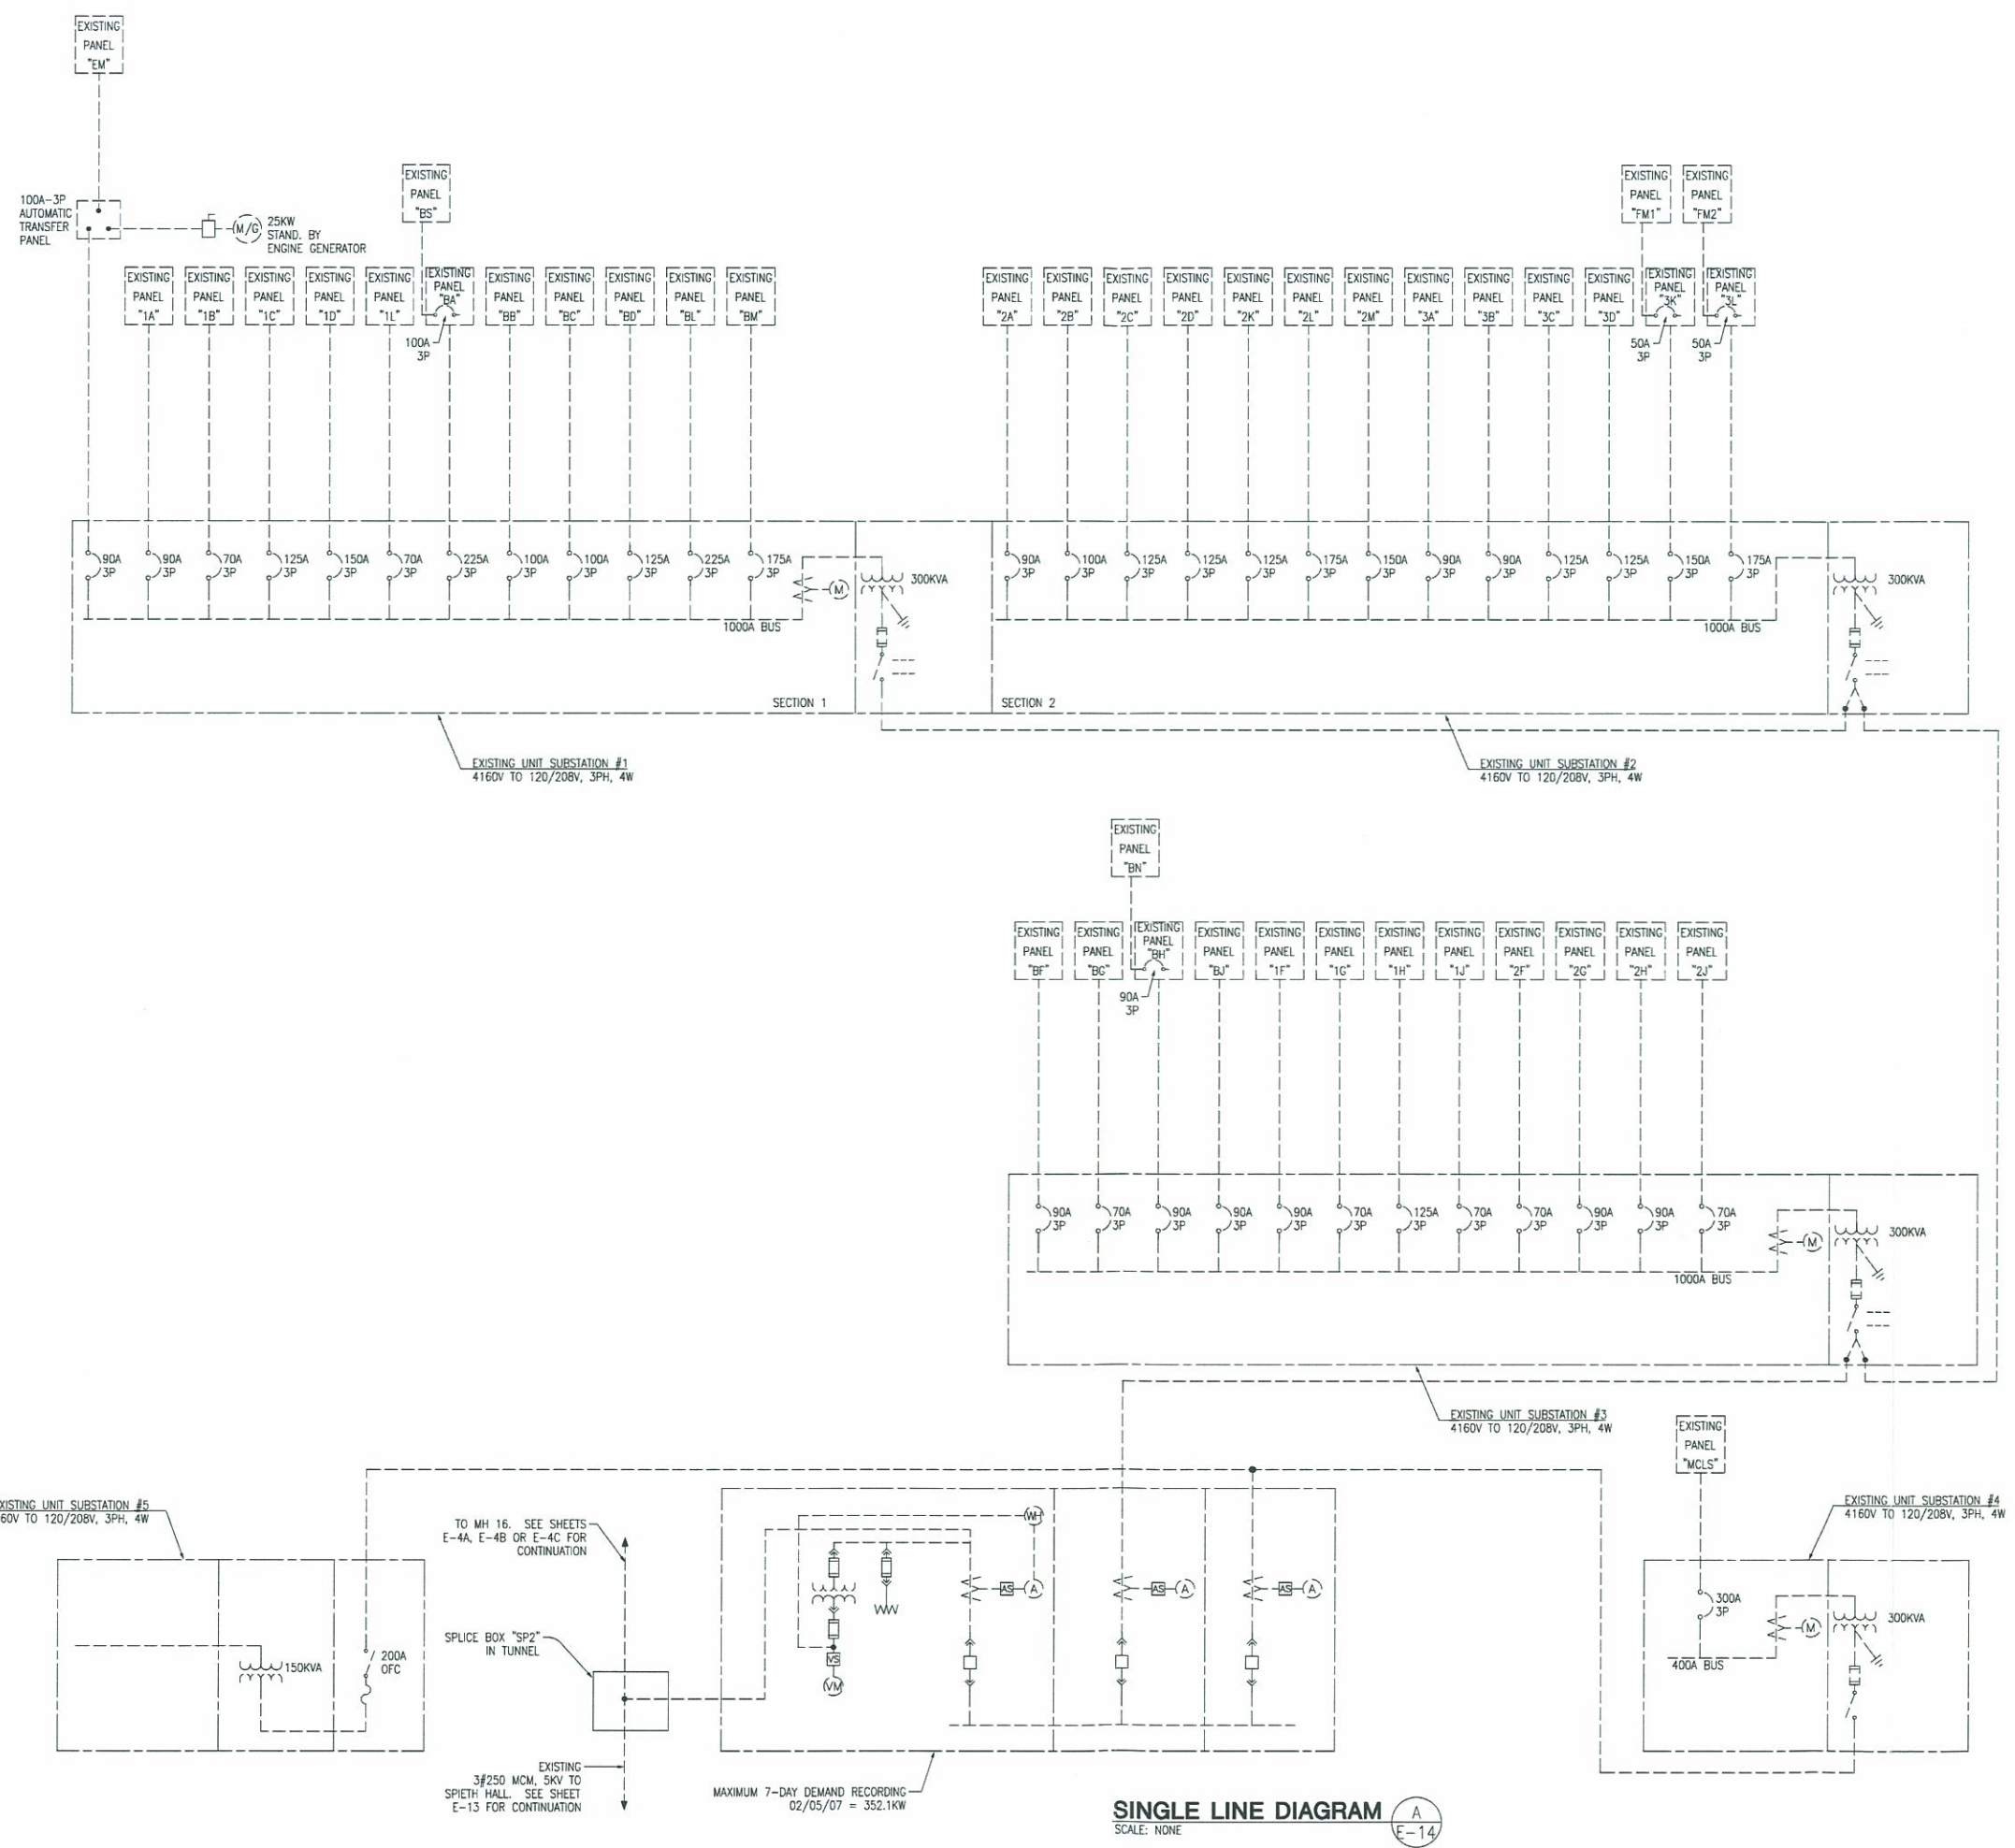 EXISTING
PANEL
"EM"
100A-3P
AUTOMATIC
TRANSFER
PANEL
M/G
25KW
STAND. BY
ENGINE GENERATOR
EXISTING
PANEL
"BS"
EXISTING
PANEL
"FM1"
EXISTING
PANEL
"FM2"
EXISTING
PANEL
"1A"
EXISTING
PANEL
"1B"
EXISTING
PANEL
"1C"
EXISTING
PANEL
"1D"
EXISTING
PANEL
"1L"
EXISTING
PANEL
"BA"
100A
3P
EXISTING
PANEL
"BB"
EXISTING
PANEL
"BC"
EXISTING
PANEL
"BD"
EXISTING
PANEL
"BL"
EXISTING
PANEL
"BM"
EXISTING
PANEL
"2A"
EXISTING
PANEL
"2B"
EXISTING
PANEL
"2C"
EXISTING
PANEL
"2D"
EXISTING
PANEL
"2K"
EXISTING
PANEL
"2L"
EXISTING
PANEL
"2M"
EXISTING
PANEL
"3A"
EXISTING
PANEL
"3B"
EXISTING
PANEL
"3C"
EXISTING
PANEL
"3D"
EXISTING
PANEL
"3K"
50A
3P
EXISTING
PANEL
"3L"
50A
3P
90A
3P
90A
3P
70A
3P
125A
3P
150A
3P
70A
3P
225A
3P
100A
3P
100A
3P
125A
3P
225A
3P
175A
3P
M
300KVA
1000A BUS
SECTION 1
90A
3P
100A
3P
125A
3P
125A
3P
125A
3P
175A
3P
150A
3P
90A
3P
90A
3P
125A
3P
125A
3P
150A
3P
175A
3P
300KVA
1000A BUS
SECTION 2
EXISTING UNIT SUBSTATION #1
4160V TO 120/208V, 3PH, 4W
EXISTING UNIT SUBSTATION #2
4160V TO 120/208V, 3PH, 4W
EXISTING
PANEL
"BN"
EXISTING
PANEL
"BF"
EXISTING
PANEL
"BG"
EXISTING
PANEL
"BH"
90A
3P
EXISTING
PANEL
"BJ"
EXISTING
PANEL
"1F"
EXISTING
PANEL
"1G"
EXISTING
PANEL
"1H"
EXISTING
PANEL
"1J"
EXISTING
PANEL
"2F"
EXISTING
PANEL
"2G"
EXISTING
PANEL
"2H"
EXISTING
PANEL
"2J"
90A
3P
70A
3P
90A
3P
90A
3P
90A
3P
70A
3P
125A
3P
70A
3P
70A
3P
90A
3P
90A
3P
70A
3P
M
300KVA
1000A BUS
EXISTING UNIT SUBSTATION #3
4160V TO 120/208V, 3PH, 4W
EXISTING
PANEL
"MCLS"
XISTING UNIT SUBSTATION #5
60V TO 120/208V, 3PH, 4W
150KVA
200A
OFC
TO MH 16. SEE SHEETS
E-4A, E-4B OR E-4C FOR
CONTINUATION
SPLICE BOX "SP2"
IN TUNNEL
EXISTING
3#250 MCM, 5KV TO
SPIETH HALL. SEE SHEET
E-13 FOR CONTINUATION
WH
AS
A
AS
A
AS
A
VS
VM
MAXIMUM 7-DAY DEMAND RECORDING
02/05/07 = 352.1KW
EXISTING UNIT SUBSTATION #4
4160V TO 120/208V, 3PH, 4W
300A
3P
M
300KVA
400A BUS
SINGLE LINE DIAGRAM
SCALE: NONE
A
E-14